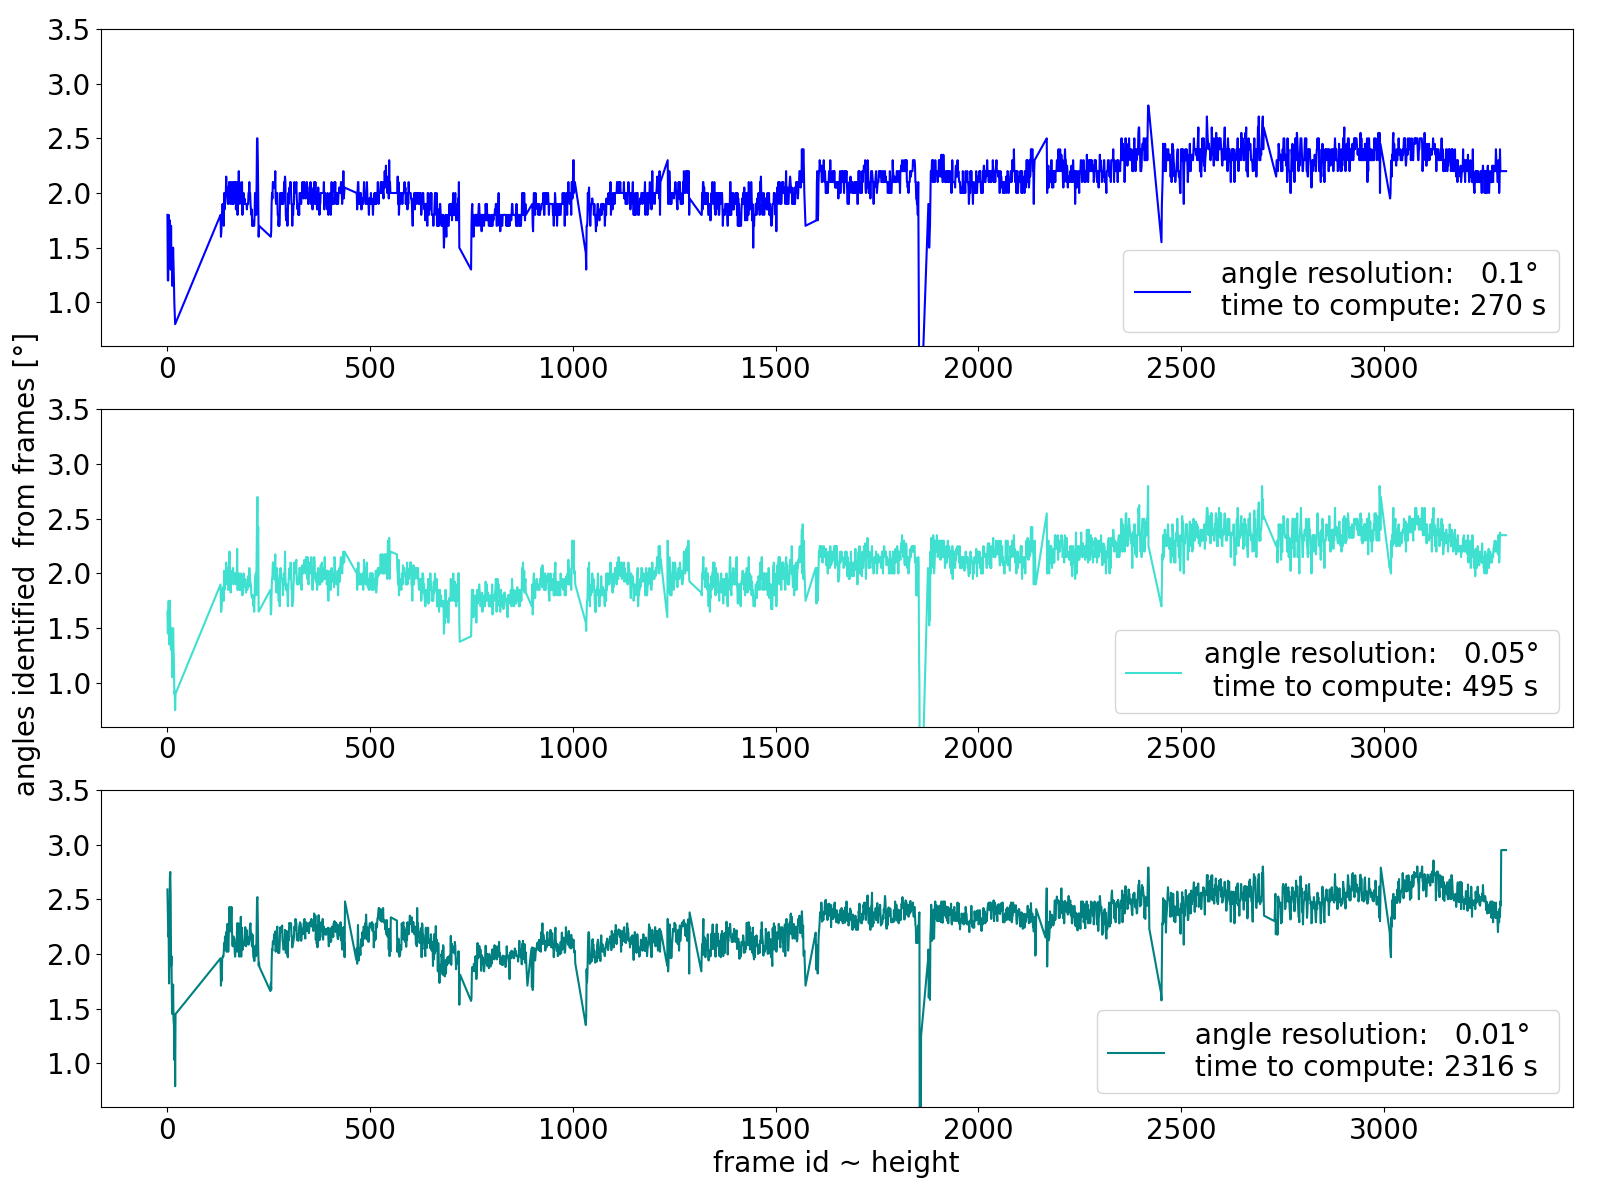 angles identified  from frames [°]
3.5
3.0
2.5
2.0
1.5
1.0
angle resolution:   0.1°
time to compute: 270 s
0 500 1000 1500 2000 2500 3000
3.5
3.0
2.5
2.0
1.5
1.0
angle resolution:   0.05°
time to compute: 495 s
0 500 1000 1500 2000 2500 3000
3.5
3.0
2.5
2.0
1.5
1.0
angle resolution:   0.01°
time to compute: 2316 s
0 500 1000 1500 2000 2500 3000
frame id ~ height